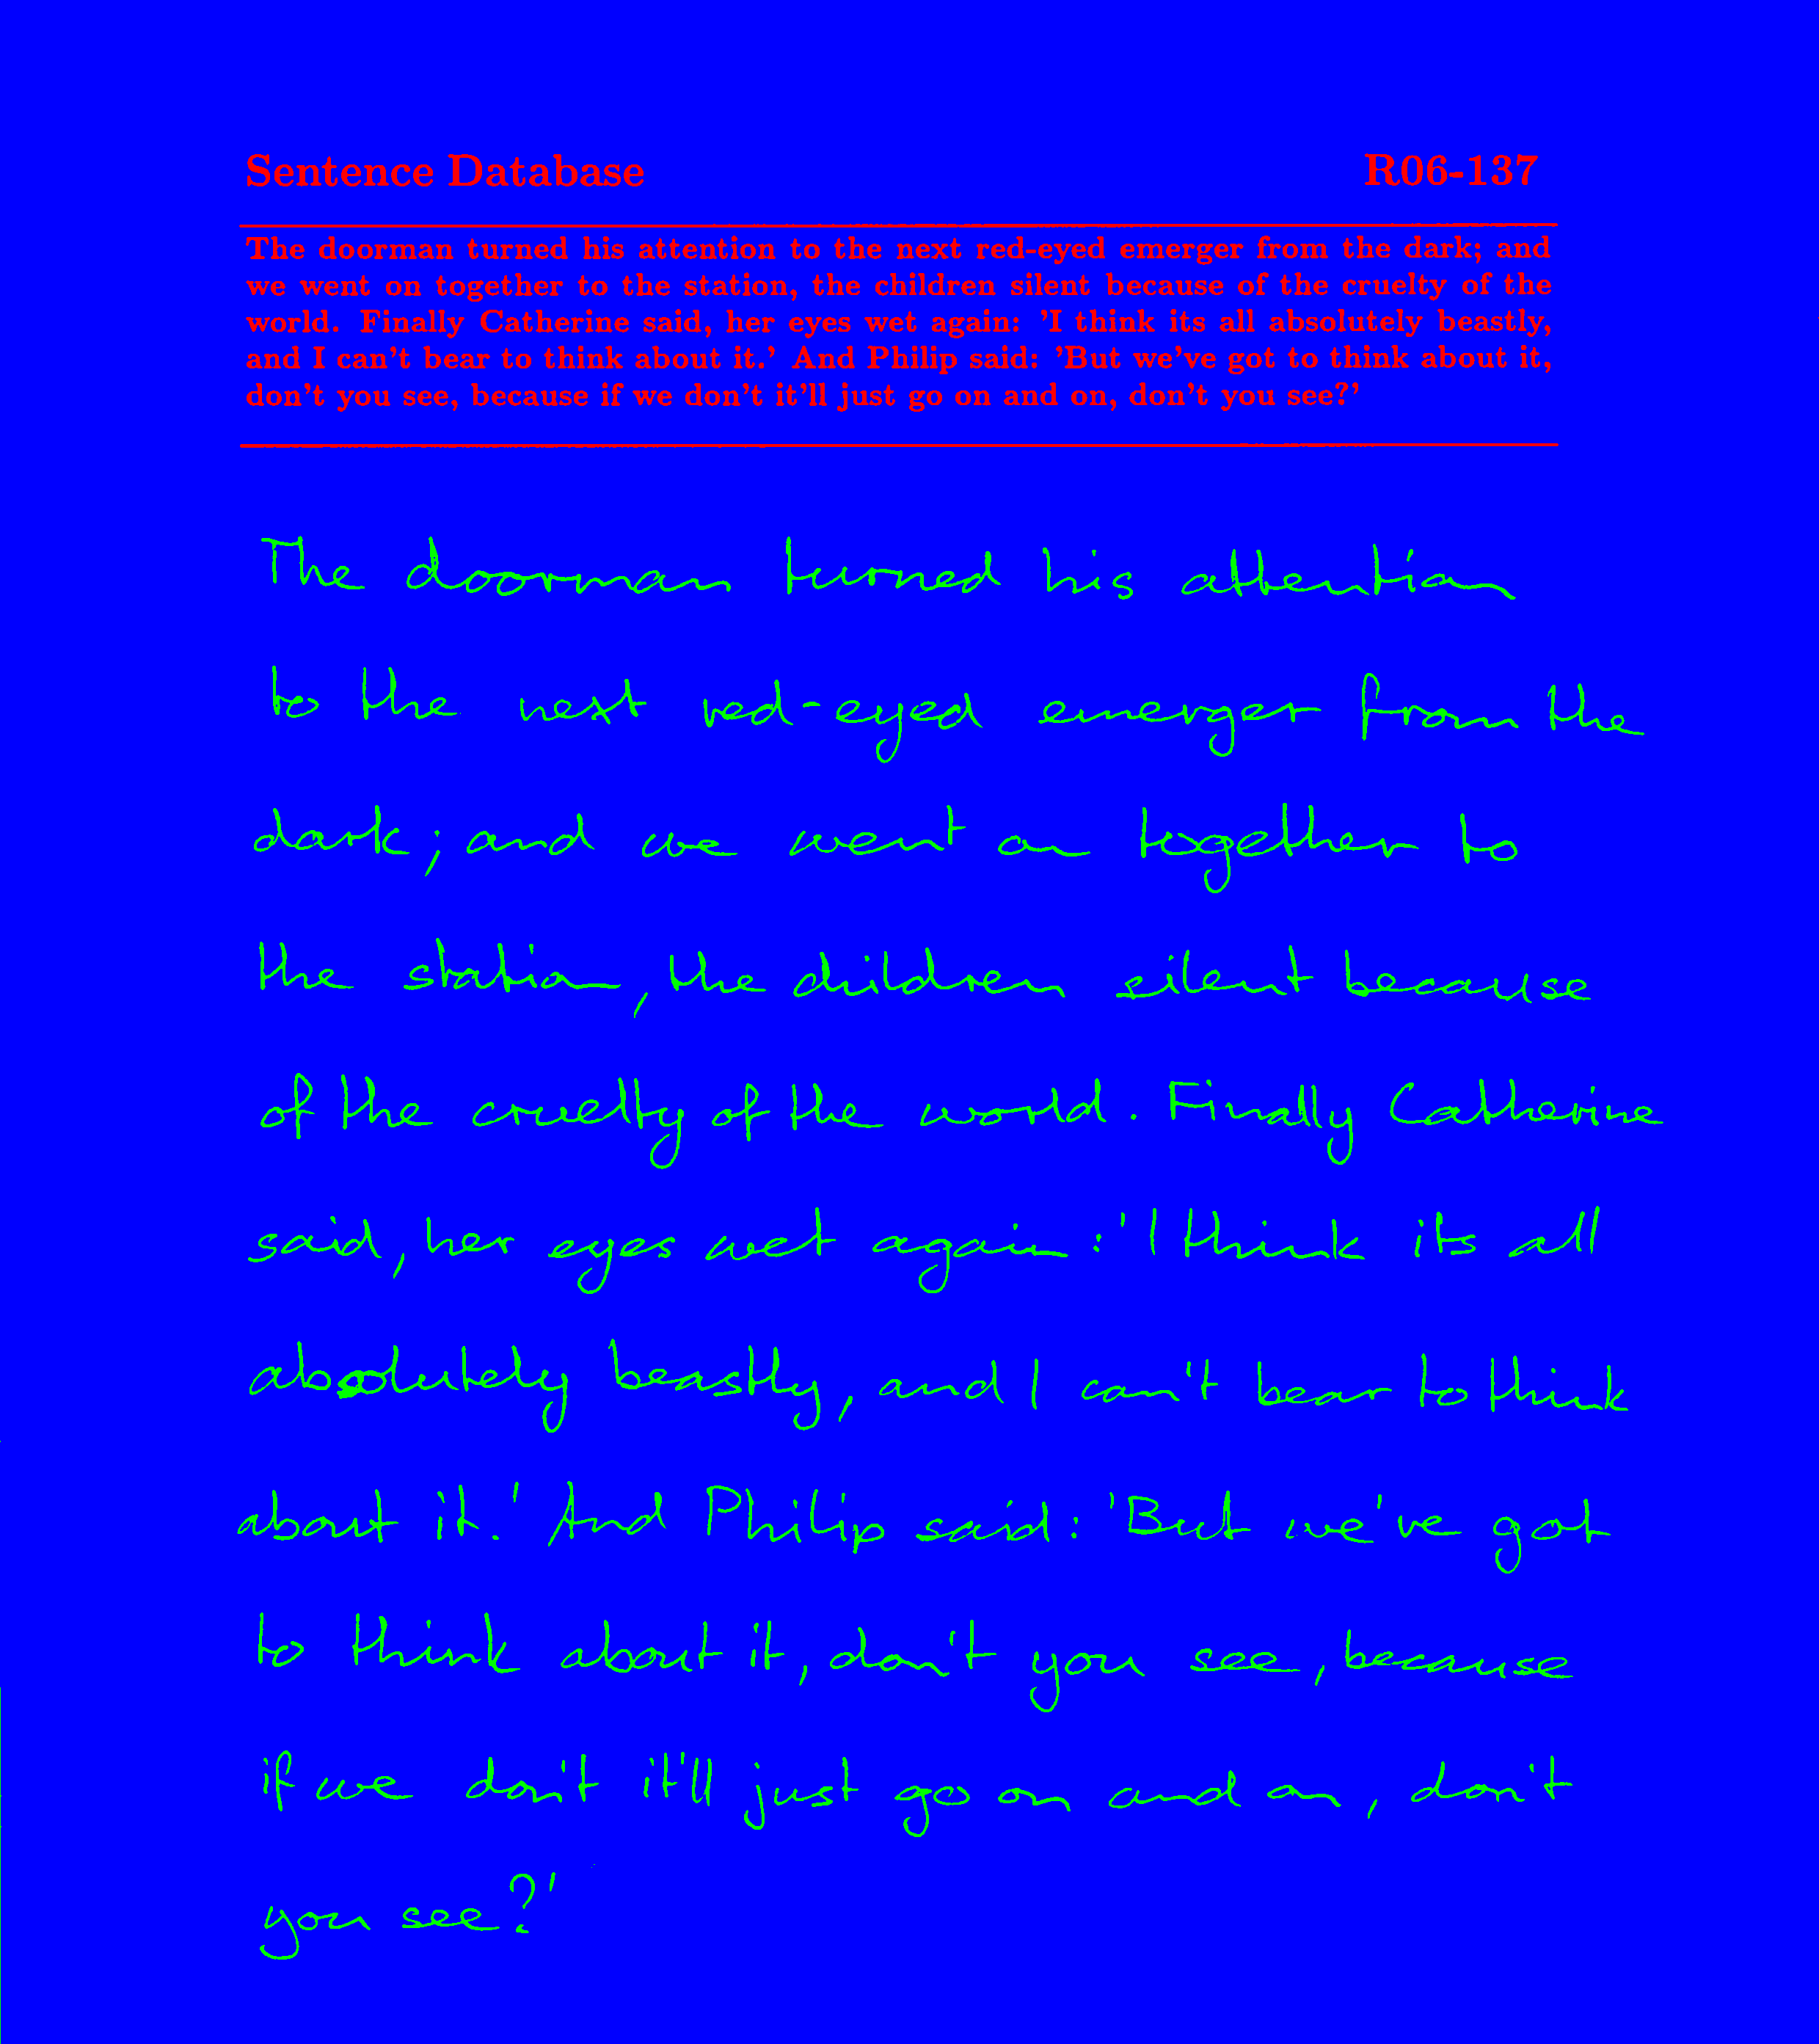 Sentence Database R06-137
The doorman turned his attention to the next red-eyed emerger from the dark; and
we went on together to the station, the children silent because of the cruelty of the
world. Finally Catherine said, her eyes wet again: 'I think its all absolutely beastly,
and I can't bear to think about it.' And Philip said: 'But we've got to think about it,
don't you see, because if we don't it'll just go on and on, don't you see?'
The doorman turned his attention
to the next red-eyed emerger from the
dark; and we went on together to
the station, the children silent because
of the cruelty of the world. Finally Catherine
said, her eyes wet again: 'I think its all
absolutely beastly, and I can't bear to think
about it.' And Philip said: 'But we've got
to think about it, don't you see, because
if we don't it'll just go on and on, don't
you see?'